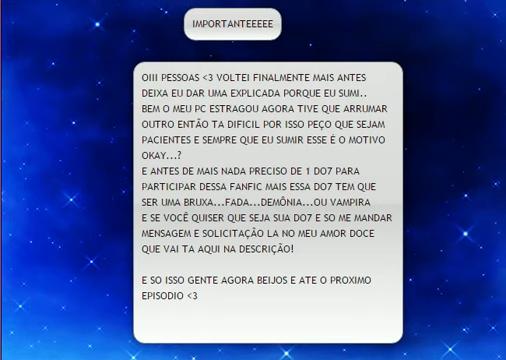 IMPORTANTEEEEE
OIII PESSOAS <3 VOLTEI FINALMENTE MAIS ANTES
DEIXA EU DAR UMA EXPLICADA PORQUE EU SUMI..
BEM O MEU PC ESTRAGOU AGORA TIVE QUE ARRUMAR
OUTRO ENTÃO TA DIFICIL POR ISSO PEÇO QUE SEJAM
PACIENTES E SEMPRE QUE EU SUMIR ESSE É O MOTIVO
OKAY...?
E ANTES DE MAIS NADA PRECISO DE 1 DO7 PARA
PARTICIPAR DESSA FANFIC MAIS ESSA DO7 TEM QUE
SER UMA BRUXA...FADA...DEMÔNIA...OU VAMPIRA
E SE VOCÊ QUISER QUE SEJA SUA DO7 E SO ME MANDAR
MENSAGEM E SOLICITAÇÃO LA NO MEU AMOR DOCE
QUE VAI TA AQUI NA DESCRIÇÃO!
E SO ISSO GENTE AGORA BEIJOS E ATE O PROXIMO
EPISODIO <3